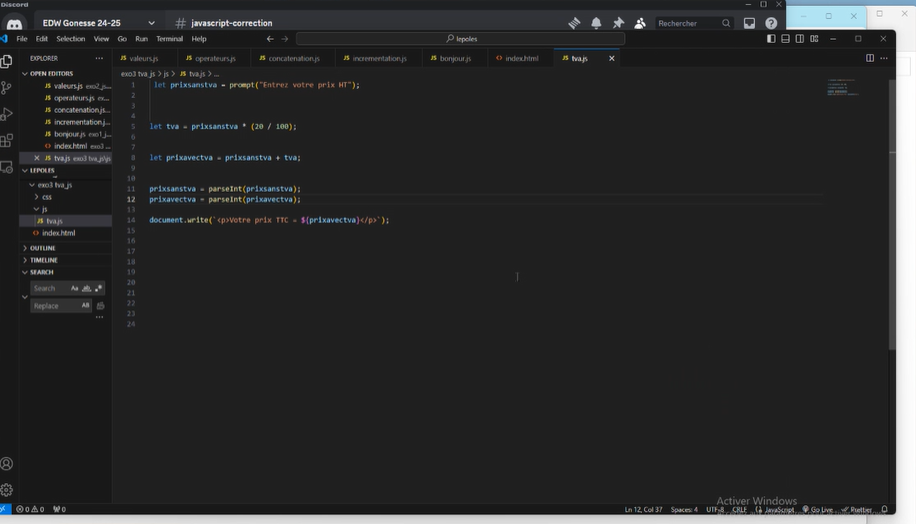 Discord
EDW Gonesse 24-25
# javascript-correction
Rechercher
File Edit Selection View Go Run Terminal Help
lepoles
EXPLORER
JS valeurs.js
JS operateurs.js
JS concatenation.js
JS incrementation.js
JS bonjour.js
<> index.html
JS tva.js
exo3 tva_js > js > JS tva.js > ...
OPEN EDITORS
JS valeurs.js exo2_js...
JS operateurs.js ex...
JS concatenation.js...
JS incrementation.j...
JS bonjour.js exo1_j...
<> index.html exo3 ...
JS tva.js exo3 tva_js\js
LEPOLES
exo3 tva_js
css
js
JS tva.js
<> index.html
OUTLINE
TIMELINE
SEARCH
Search
Replace
1 let prixsanstva = prompt("Entrez votre prix HT");
2
3
4
5 let tva = prixsanstva * (20 / 100);
6
7
8 let prixavectva = prixsanstva + tva;
9
10
11 prixsanstva = parseInt(prixsanstva);
12 prixavectva = parseInt(prixavectva);
13
14 document.write(`<p>Votre prix TTC = ${prixavectva}</p>`);
15
16
17
18
19
20
21
22
23
24
Activer Windows
0 0 0
Ln 12, Col 37 Spaces: 4 UTF-8 CRLF {} JavaScript Go Live Prettier